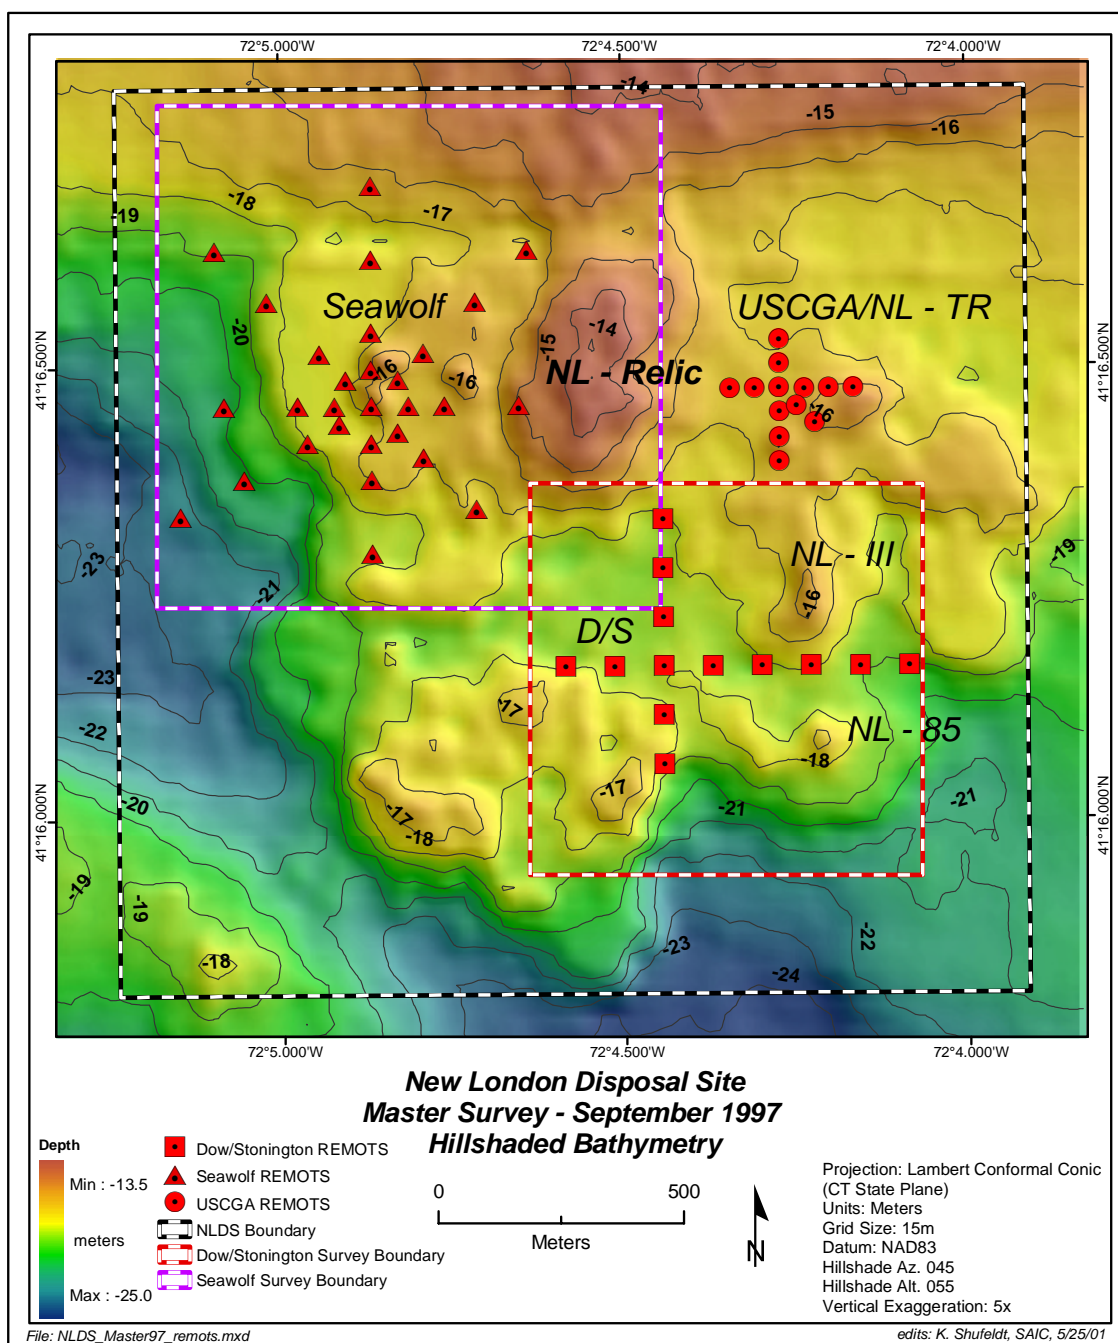 72°5.000'W 72°4.500'W 72°4.000'W
-14
-15
-16
-18
-17
-19
Seawolf
USCGA/NL - TR
-20
-14
-15
41°16.500'N
41°16.500'N
-16
-16
NL - Relic
-16
NL - III
-19
-23
-21
-16
D/S
-23
-17
NL - 85
-22
-18
-17
-20
-17
-21
-21
-18
41°16.000'N
41°16.000'N
-19
-19
-22
-23
-18
-24
72°5.000'W 72°4.500'W 72°4.000'W
New London Disposal Site
Master Survey - September 1997
Hillshaded Bathymetry
Depth
Min : -13.5
meters
Max : -25.0
Dow/Stonington REMOTS
Seawolf REMOTS
USCGA REMOTS
NLDS Boundary
Dow/Stonington Survey Boundary
Seawolf Survey Boundary
0 500
Meters
N
Projection: Lambert Conformal Conic
(CT State Plane)
Units: Meters
Grid Size: 15m
Datum: NAD83
Hillshade Az. 045
Hillshade Alt. 055
Vertical Exaggeration: 5x
File: NLDS_Master97_remots.mxd
edits: K. Shufeldt, SAIC, 5/25/01